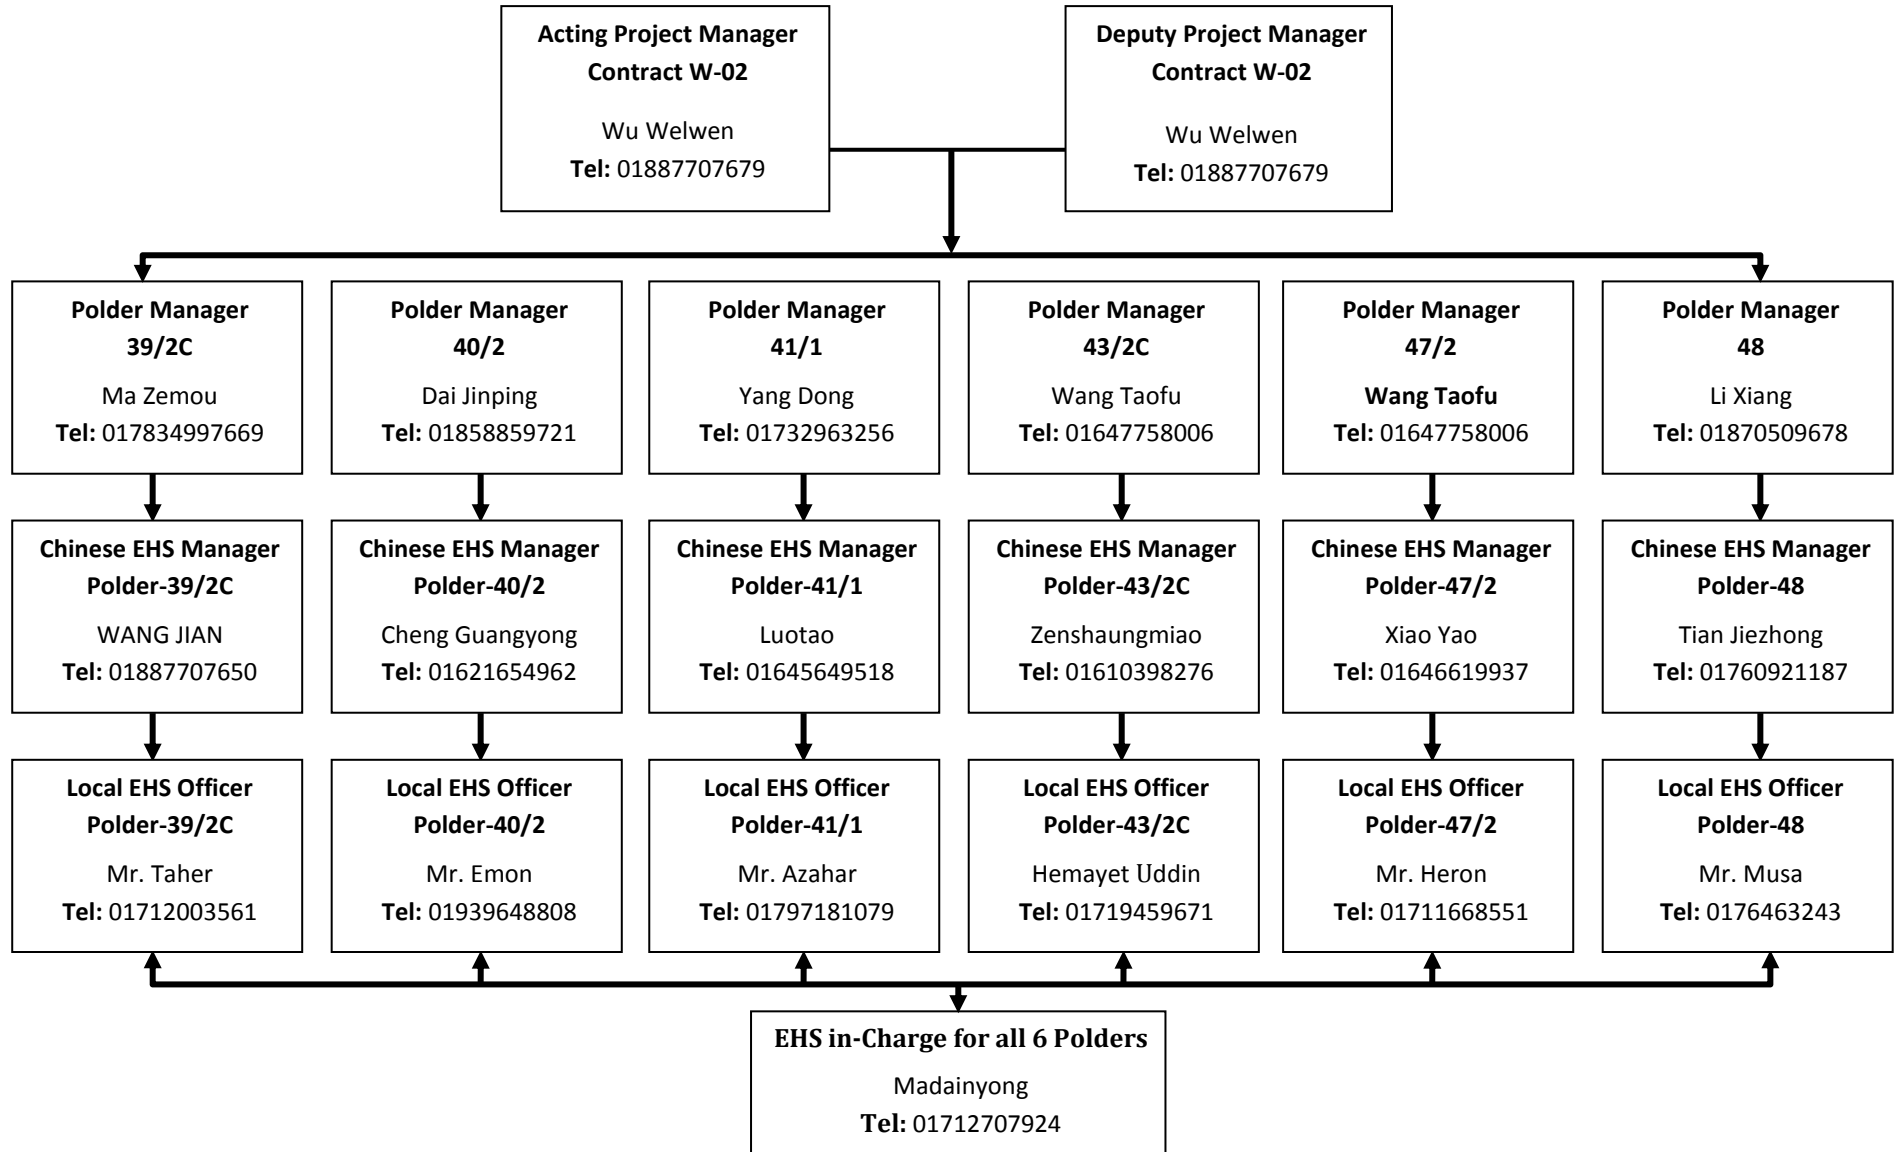 Acting Project Manager
Contract W-02
Wu Welwen
Tel: 01887707679
Deputy Project Manager
Contract W-02
Wu Welwen
Tel: 01887707679
Polder Manager
39/2C
Ma Zemou
Tel: 017834997669
Polder Manager
40/2
Dai Jinping
Tel: 01858859721
Polder Manager
41/1
Yang Dong
Tel: 01732963256
Polder Manager
43/2C
Wang Taofu
Tel: 01647758006
Polder Manager
47/2
Wang Taofu
Tel: 01647758006
Polder Manager
48
Li Xiang
Tel: 01870509678
Chinese EHS Manager
Polder-39/2C
WANG JIAN
Tel: 01887707650
Chinese EHS Manager
Polder-40/2
Cheng Guangyong
Tel: 01621654962
Chinese EHS Manager
Polder-41/1
Luotao
Tel: 01645649518
Chinese EHS Manager
Polder-43/2C
Zenshaungmiao
Tel: 01610398276
Chinese EHS Manager
Polder-47/2
Xiao Yao
Tel: 01646619937
Chinese EHS Manager
Polder-48
Tian Jiezhong
Tel: 01760921187
Local EHS Officer
Polder-39/2C
Mr. Taher
Tel: 01712003561
Local EHS Officer
Polder-40/2
Mr. Emon
Tel: 01939648808
Local EHS Officer
Polder-41/1
Mr. Azahar
Tel: 01797181079
Local EHS Officer
Polder-43/2C
Hemayet Uddin
Tel: 01719459671
Local EHS Officer
Polder-47/2
Mr. Heron
Tel: 01711668551
Local EHS Officer
Polder-48
Mr. Musa
Tel: 0176463243
EHS in-Charge for all 6 Polders
Madainyong
Tel: 01712707924